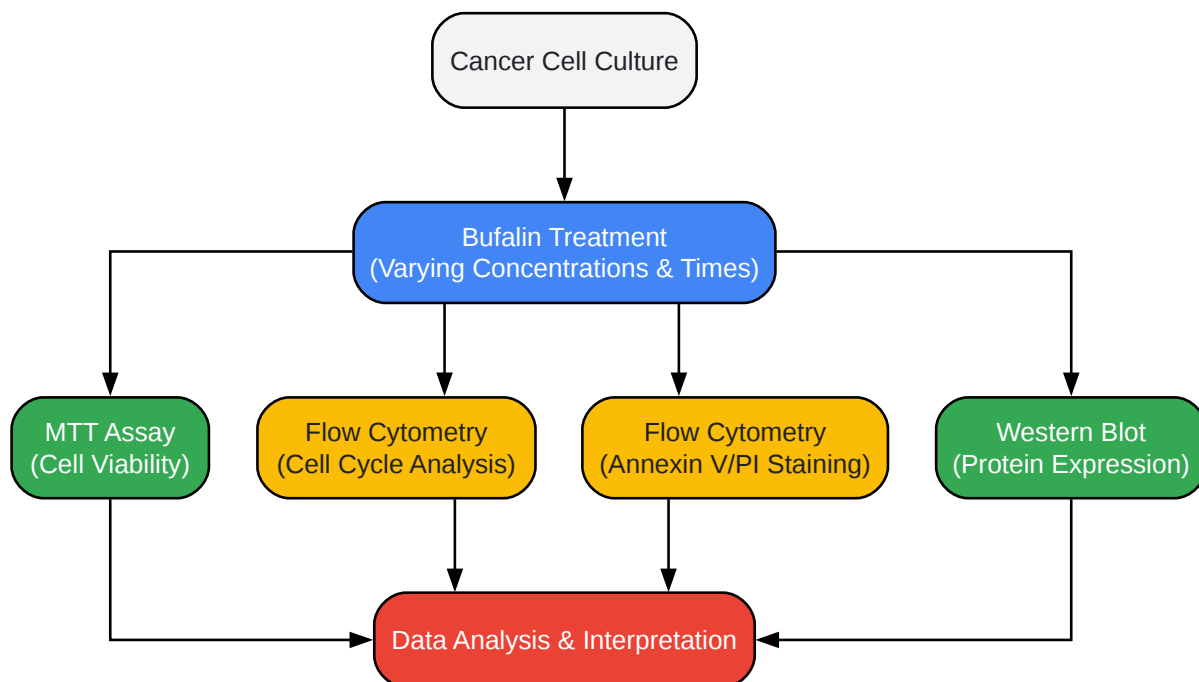 Cancer Cell Culture
Bufalin Treatment
(Varying Concentrations & Times)
MTT Assay
(Cell Viability)
Flow Cytometry
(Cell Cycle Analysis)
Flow Cytometry
(Annexin V/PI Staining)
Western Blot
(Protein Expression)
Data Analysis & Interpretation